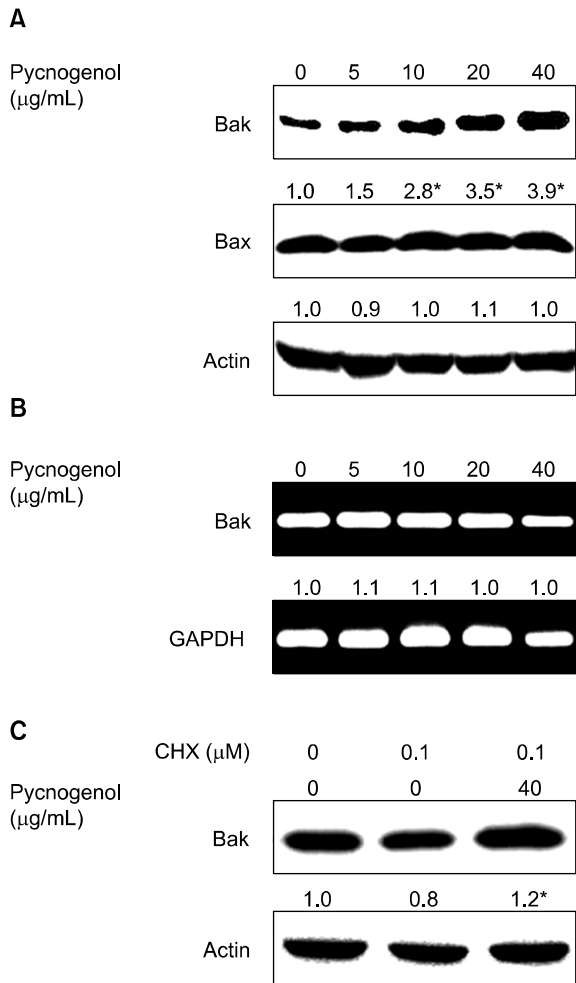 A
Pycnogenol 0 5 10 20 40
(μg/mL)
Bak
1.0 1.5 2.8* 3.5* 3.9*
Bax
1.0 0.9 1.0 1.1 1.0
Actin
B
Pycnogenol 0 5 10 20 40
(μg/mL)
Bak
1.0 1.1 1.1 1.0 1.0
GAPDH
C
CHX (μM) 0 0.1 0.1
Pycnogenol 0 0 40
(μg/mL)
Bak
1.0 0.8 1.2*
Actin